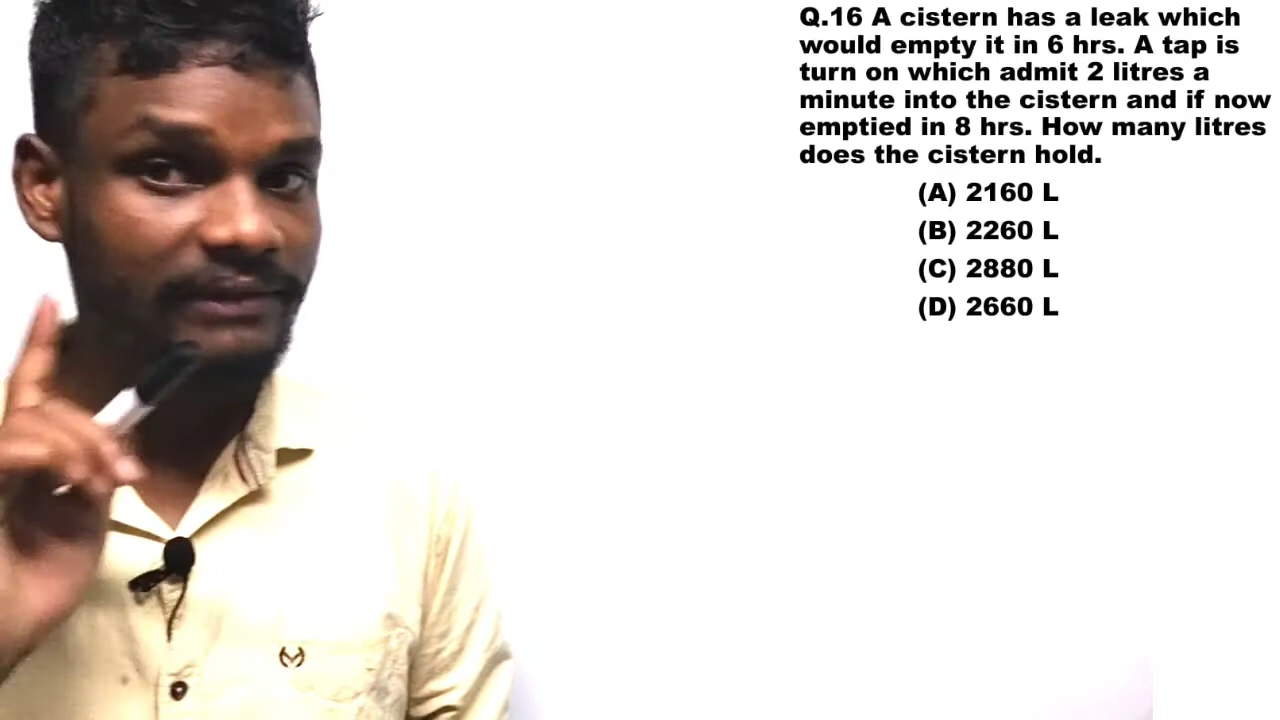 Q.16 A cistern has a leak which
would empty it in 6 hrs. A tap is
turn on which admit 2 litres a
minute into the cistern and if now
emptied in 8 hrs. How many litres
does the cistern hold.
(A) 2160 L
(B) 2260 L
(C) 2880 L
(D) 2660 L